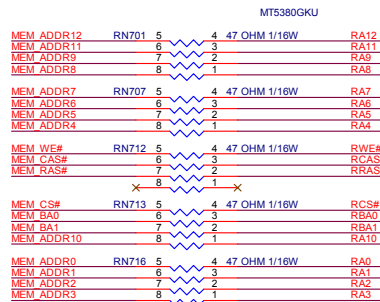 MT5380GKU
MEM_ADDR12 RN701 5 4 47 OHM 1/16W RA12
MEM_ADDR11 6 3 RA11
MEM_ADDR9 7 2 RA9
MEM_ADDR8 8 1 RA8
MEM_ADDR7 RN707 5 4 47 OHM 1/16W RA7
MEM_ADDR6 6 3 RA6
MEM_ADDR5 7 2 RA5
MEM_ADDR4 8 1 RA4
MEM_WE# RN712 5 4 47 OHM 1/16W RWE#
MEM_CAS# 6 3 RCAS
MEM_RAS# 7 2 RRAS
8 1
MEM_CS# RN713 5 4 47 OHM 1/16W RCS#
MEM_BA0 6 3 RBA0
MEM_BA1 7 2 RBA1
MEM_ADDR10 8 1 RA10
MEM_ADDR0 RN716 5 4 47 OHM 1/16W RA0
MEM_ADDR1 6 3 RA1
MEM_ADDR2 7 2 RA2
MEM_ADDR3 8 1 RA3